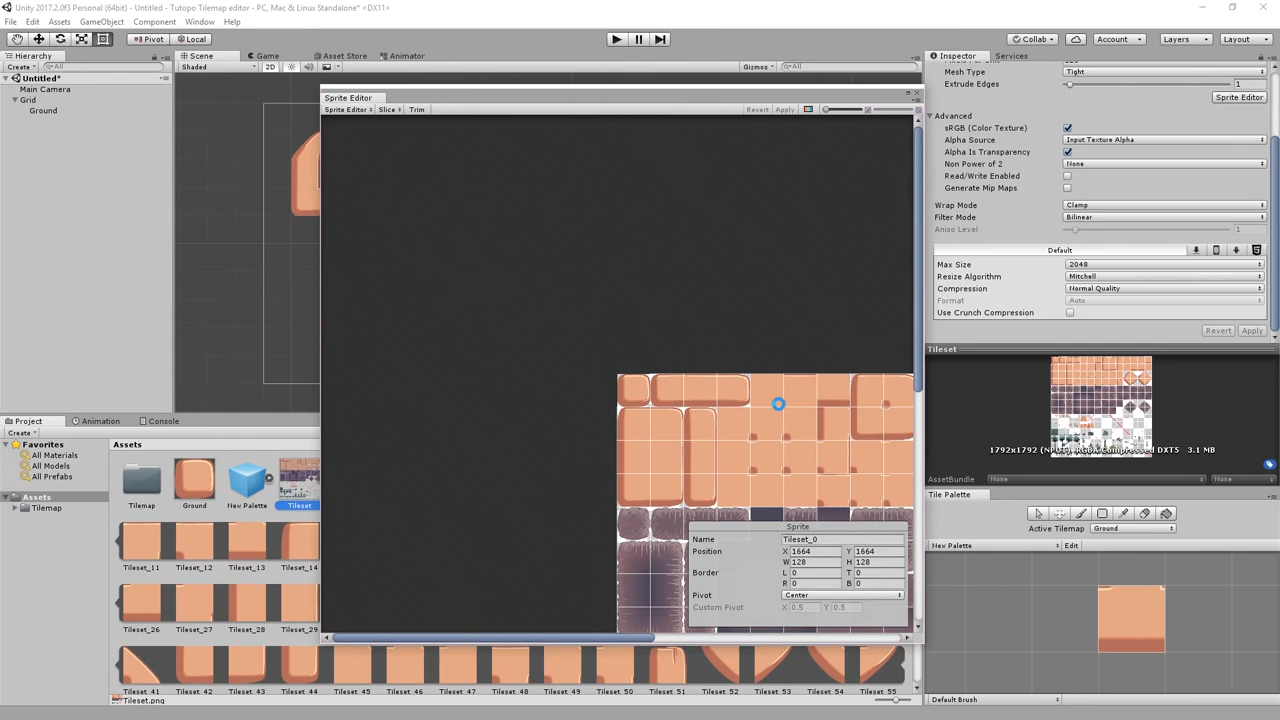 Unity 2017.2.0f3 Personal (64bit) - Untitled - Tutopo Tilemap editor - PC, Mac & Linux Standalone* <DX11>
File Edit Assets GameObject Component Window Help
Pivot Local Collab Account Layers Layout
Hierarchy Scene Game Asset Store Animator Inspector Services
Create All Shaded 2D Gizmos All
Untitled*
Main Camera
Grid
Ground
Sprite Editor
Sprite Editor Slice Trim Revert Apply
Mesh Type Tight
Extrude Edges 1
Sprite Editor
Advanced
sRGB (Color Texture)
Alpha Source Input Texture Alpha
Alpha Is Transparency
Non Power of 2 None
Read/Write Enabled
Generate Mip Maps
Wrap Mode Clamp
Filter Mode Bilinear
Aniso Level 1
Default
Max Size 2048
Resize Algorithm Mitchell
Compression Normal Quality
Format Auto
Use Crunch Compression
Revert Apply
Tileset
1792x1792 (NPOT) RGBA Compressed DXT5 3.1 MB
AssetBundle None None
Tile Palette
Active Tilemap Ground
New Palette Edit
Default Brush
Sprite
Name Tileset_0
Position X 1664 Y 1664
W 128 H 128
Border L 0 T 0
R 0 B 0
Pivot Center
Custom Pivot X 0.5 Y 0.5
Project Animation Console
Create
Favorites
All Materials
All Models
All Prefabs
Assets
Tilemap
Assets
Tilemap Ground New Palette Tileset
Tileset_11 Tileset_12 Tileset_13 Tileset_14
Tileset_26 Tileset_27 Tileset_28 Tileset_29
Tileset_41 Tileset_42 Tileset_43 Tileset_44 Tileset_45 Tileset_46 Tileset_47 Tileset_48 Tileset_49 Tileset_50 Tileset_51 Tileset_52 Tileset_53 Tileset_54 Tileset_55
Tileset.png